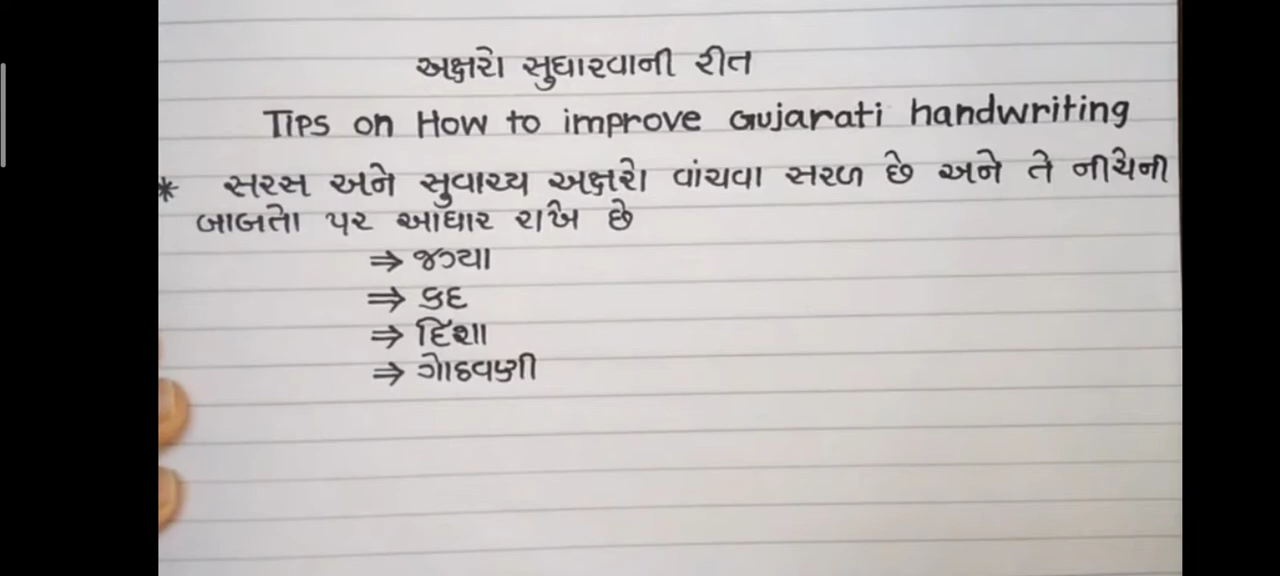 અક્ષરો સુધારવાની રીત
Tips on How to improve Gujarati handwriting
* સરસ અને સુવાચ્ય અક્ષરો વાંચવા સરળ છે અને તે નીચેની
બાબતો પર આધાર રાખે છે
⇒ જગ્યા
⇒ કદ
⇒ દિશા
⇒ ગોઠવણી